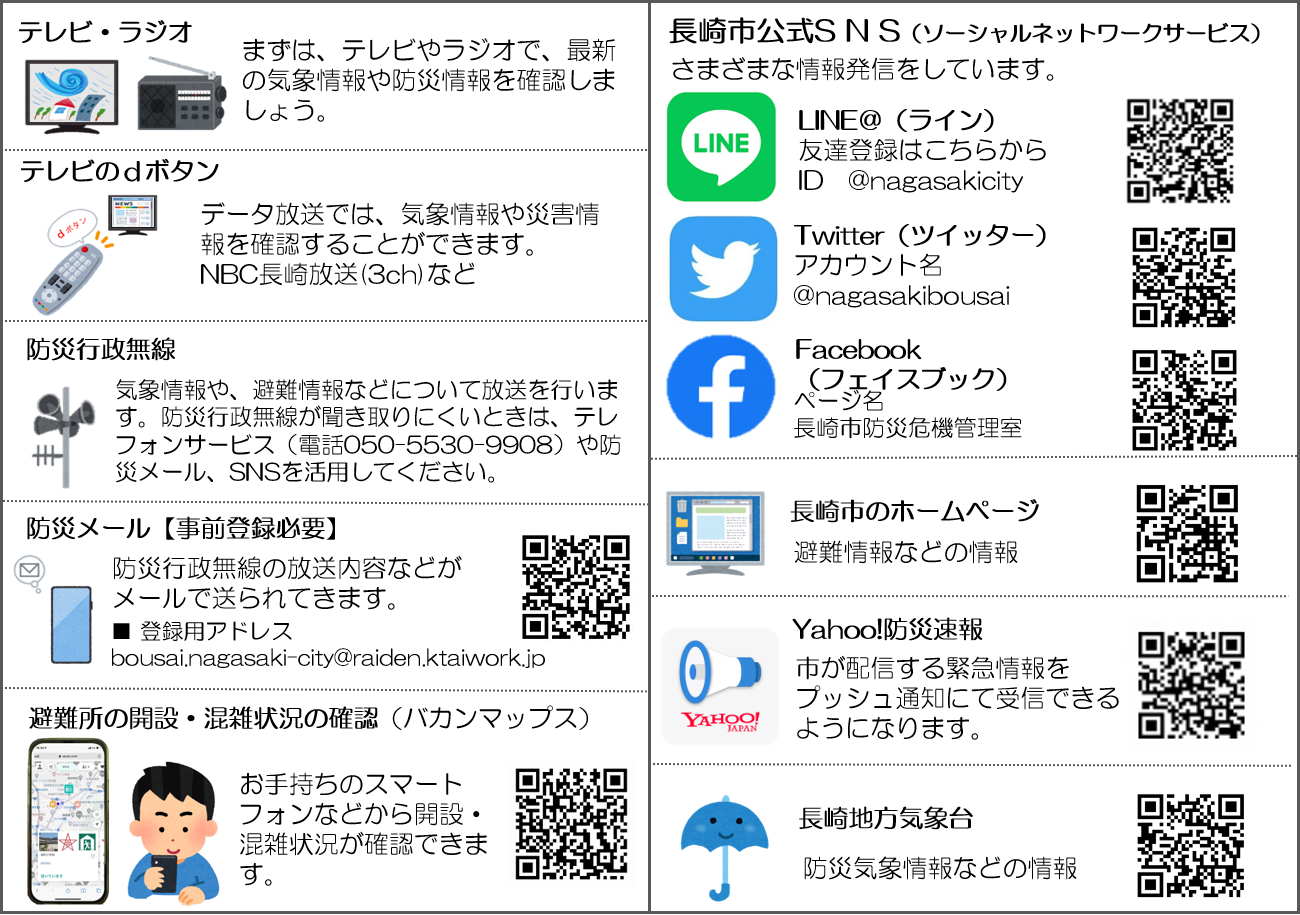 テレビ・ラジオ
まずは、テレビやラジオで、最新
の気象情報や防災情報を確認しま
しょう。
テレビのdボタン
NEWS
dボタン
データ放送では、気象情報や災害情
報を確認することができます。
NBC長崎放送(3ch)など
防災行政無線
気象情報や、避難情報などについて放送を行いま
す。防災行政無線が聞き取りにくいときは、テレ
フォンサービス（電話050-5530-9908）や防
災メール、SNSを活用してください。
防災メール【事前登録必要】
防災行政無線の放送内容などが
メールで送られてきます。
■ 登録用アドレス
bousai.nagasaki-city@raiden.ktaiwork.jp
避難所の開設・混雑状況の確認（バカンマップス）
お手持ちのスマート
フォンなどから開設・
混雑状況が確認できま
す。
長崎市公式ＳＮＳ（ソーシャルネットワークサービス）
さまざまな情報発信をしています。
LINE
LINE@（ライン）
友達登録はこちらから
ID　@nagasakicity
Twitter（ツイッター）
アカウント名
@nagasakibousai
Facebook
（フェイスブック）
ページ名
長崎市防災危機管理室
長崎市のホームページ
避難情報などの情報
YAHOO!
JAPAN
Yahoo!防災速報
市が配信する緊急情報を
プッシュ通知にて受信できる
ようになります。
長崎地方気象台
防災気象情報などの情報